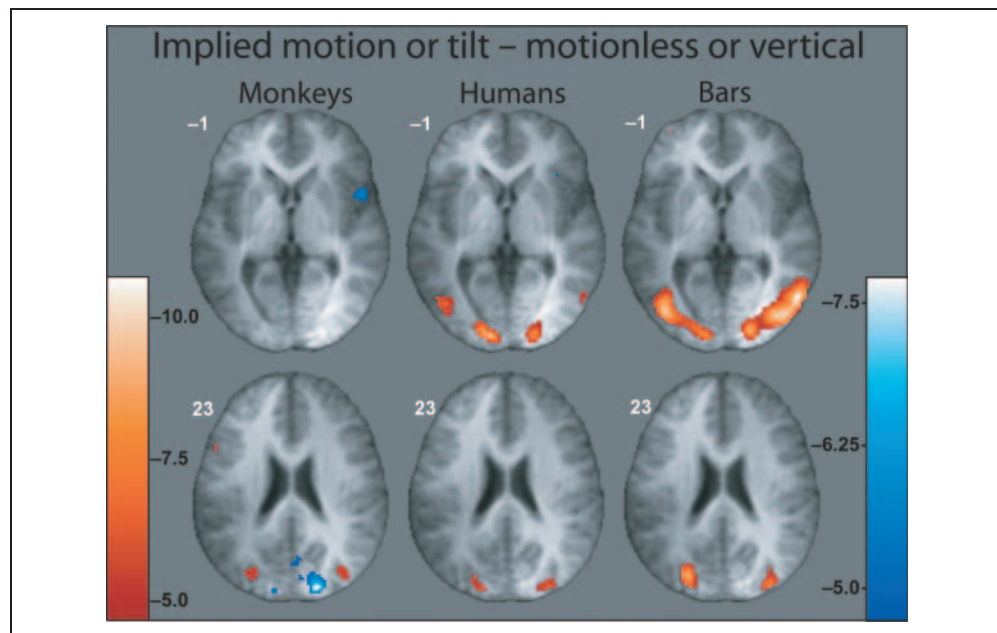 Implied motion or tilt – motionless or vertical
Monkeys Humans Bars
–1 –1 –1
–10.0 –7.5
23 23 23
–7.5 –6.25
–5.0 –5.0